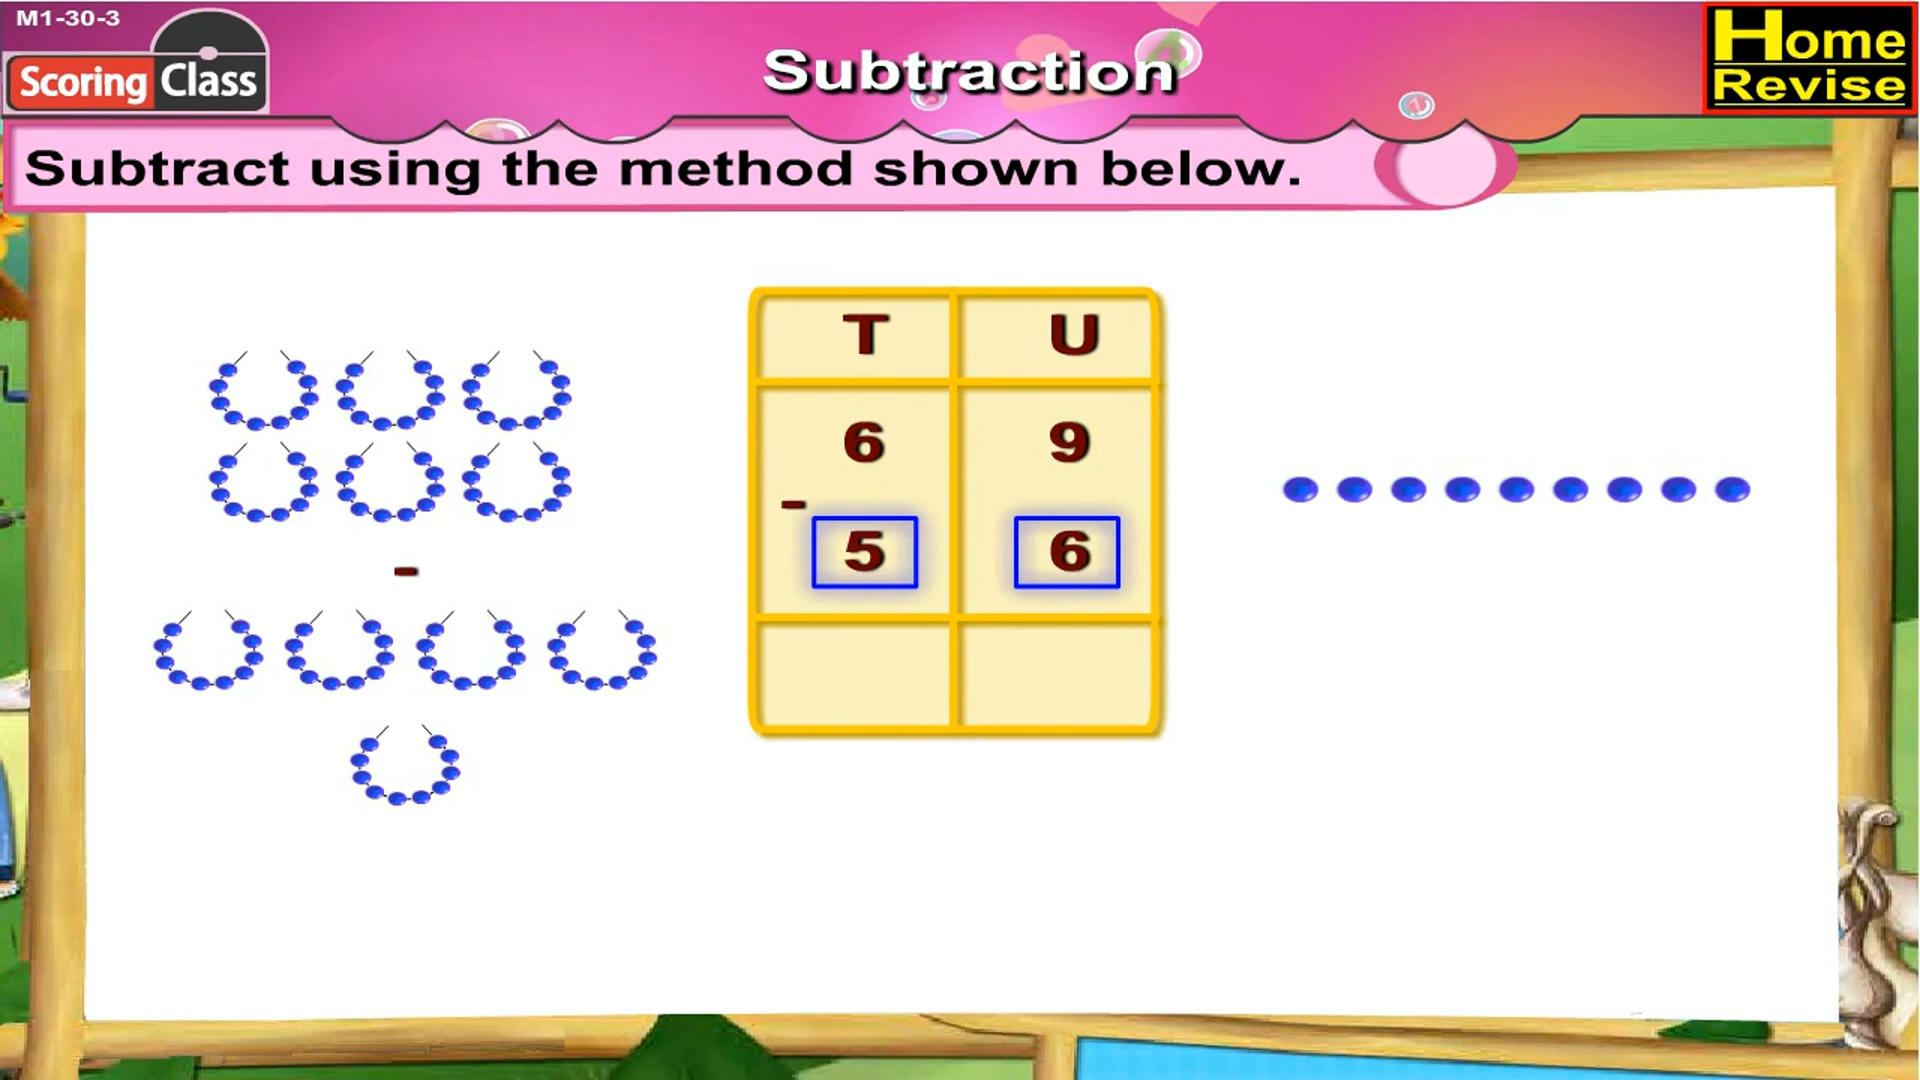 M1-30-3
Scoring Class
Subtraction
Home
Revise
Subtract using the method shown below.
T U
6 9
-
5 6
-